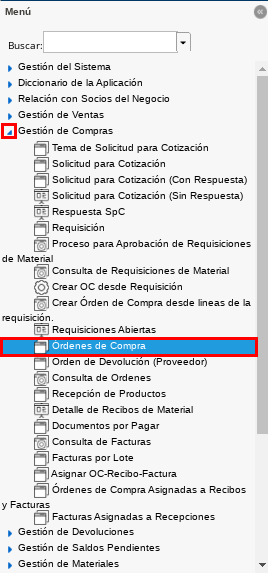 Menú
Buscar:
Gestión del Sistema
Diccionario de la Aplicación
Relación con Socios del Negocio
Gestión de Ventas
Gestión de Compras
Tema de Solicitud para Cotización
Solicitud para Cotización
Solicitud para Cotización (Con Respuesta)
Solicitud para Cotización (Sin Respuesta)
Respuesta SpC
Requisición
Proceso para Aprobación de Requisiciones
de Material
Consulta de Requisiciones de Material
Crear OC desde Requisición
Crear Órden de Compra desde lineas de la
requisición.
Requisiciones Abiertas
Órdenes de Compra
Orden de Devolución (Proveedor)
Consulta de Ordenes
Recepción de Productos
Detalle de Recibos de Material
Documentos por Pagar
Consulta de Facturas
Facturas por Lote
Asignar OC-Recibo-Factura
Órdenes de Compra Asignadas a Recibos
y Facturas
Facturas Asignadas a Recepciones
Gestión de Devoluciones
Gestión de Saldos Pendientes
Gestión de Materiales